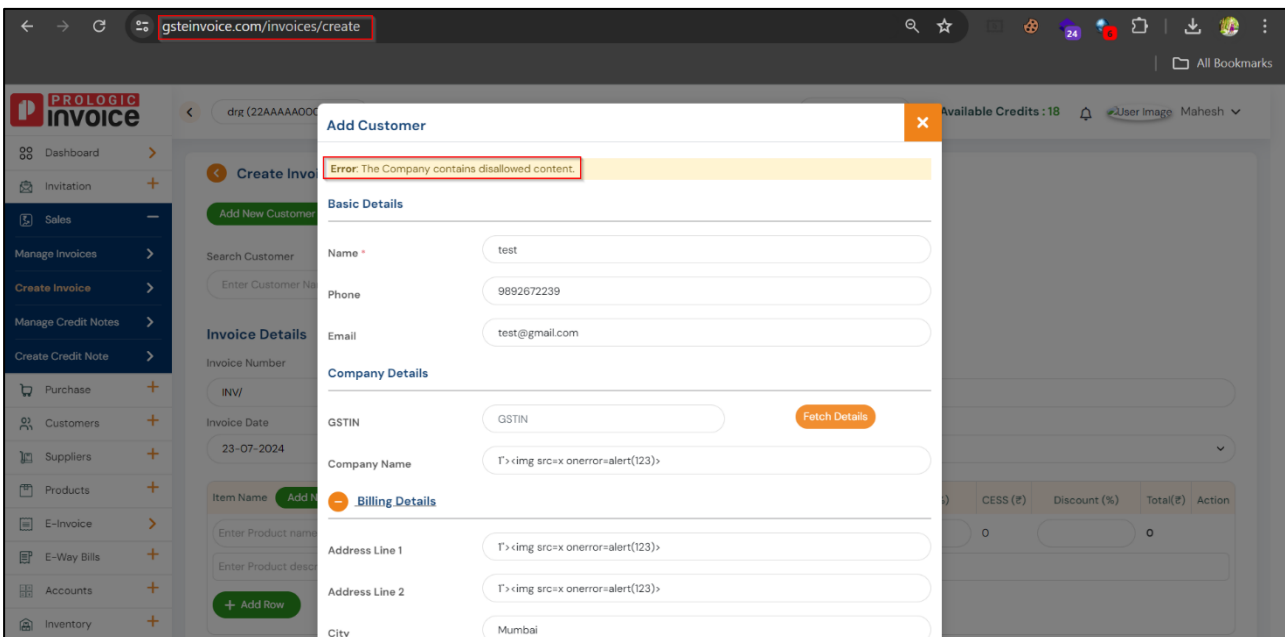 gsteinvoice.com/invoices/create
24
6
All Bookmarks
PROLOGIC
invoice
drg (22AAAAA000
Add Customer
Available Credits : 18
User Image
Mahesh
Dashboard
Invitation
Create Invoi
Error: The Company contains disallowed content.
Sales
Add New Customer
Basic Details
Manage Invoices
Search Customer
Name *
test
Create Invoice
Enter Customer Na
Phone
9892672239
Manage Credit Notes
Invoice Details
Email
test@gmail.com
Create Credit Note
Invoice Number
Company Details
Purchase
INV/
GSTIN
GSTIN
Fetch Details
Customers
Invoice Date
Suppliers
23-07-2024
Company Name
1"><img src=x onerror=alert(123)>
Products
Item Name
Add N
Billing Details
%)
CESS (₹)
Discount (%)
Total(₹)
Action
E-Invoice
Enter Product name
0
0
Address Line 1
1"><img src=x onerror=alert(123)>
E-Way Bills
Enter Product descr
Accounts
Address Line 2
1"><img src=x onerror=alert(123)>
+ Add Row
Inventory
City
Mumbai